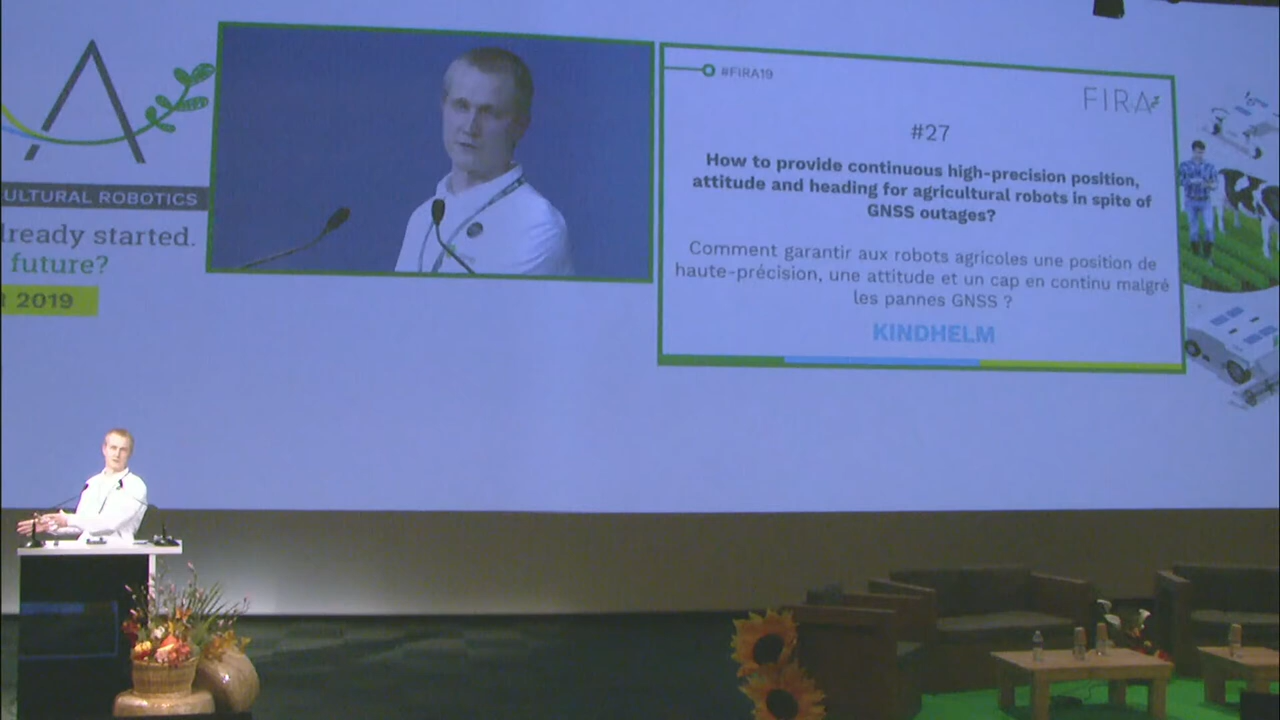 CULTURAL ROBOTICS
lready started.
future?
2019
#FIRA19
FIRA
#27
How to provide continuous high-precision position,
attitude and heading for agricultural robots in spite of
GNSS outages?
Comment garantir aux robots agricoles une position de
haute-précision, une attitude et un cap en continu malgré
les pannes GNSS ?
KINDHELM